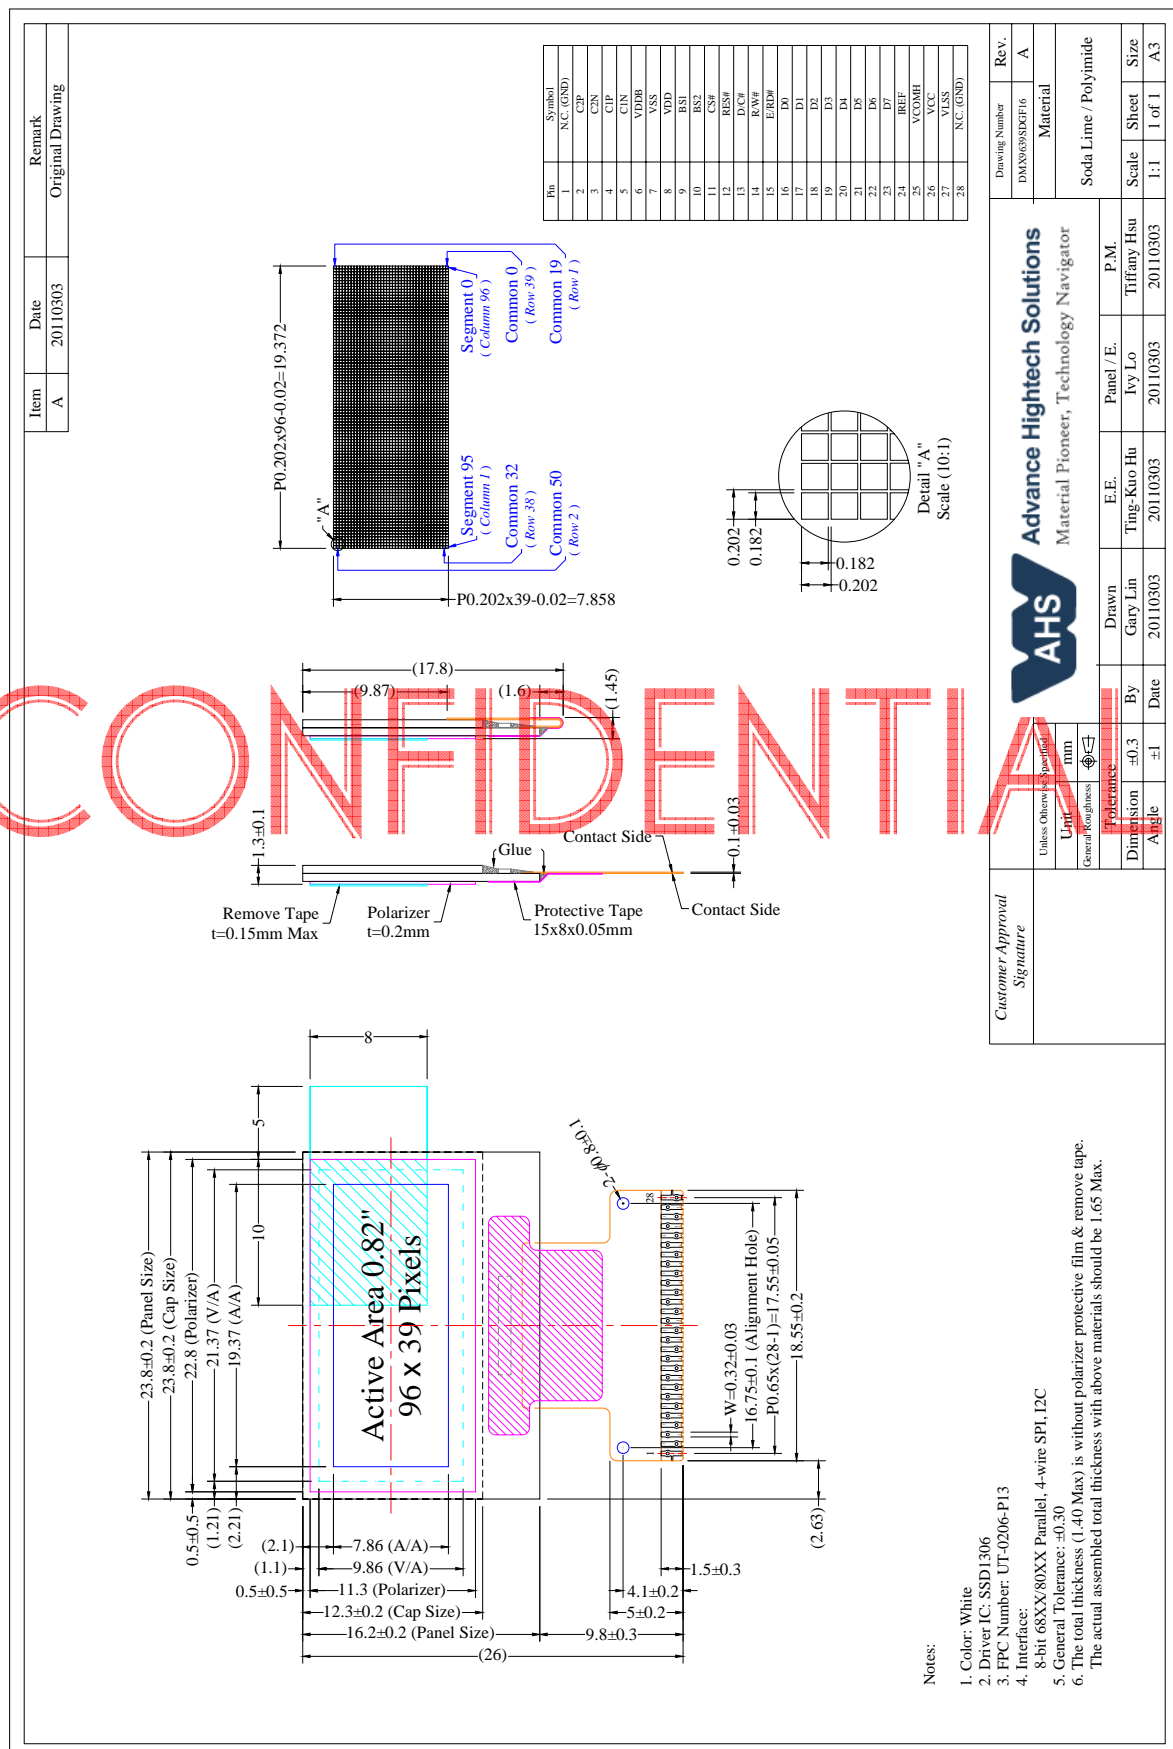 Item Date Remark
A 20110303 Original Drawing
23.8±0.2 (Panel Size)
23.8±0.2 (Cap Size)
22.8 (Polarizer)
21.37 (V/A)
19.37 (A/A)
0.5±0.5
(1.21)
(2.21)
10
5
8
Active Area 0.82"
96 x 39 Pixels
(2.1)
7.86 (A/A)
(1.1)
9.86 (V/A)
0.5±0.5
11.3 (Polarizer)
12.3±0.2 (Cap Size)
16.2±0.2 (Panel Size)
9.8±0.3
(26)
1.5±0.3
4.1±0.2
5±0.2
2-ϕ0.8±0.1
1
28
W=0.32±0.03
16.75±0.1 (Alignment Hole)
P0.65x(28-1)=17.55±0.05
18.55±0.2
(2.63)
1.3±0.1
Remove Tape
t=0.15mm Max
Polarizer
t=0.2mm
Glue
Protective Tape
15x8x0.05mm
Contact Side
Contact Side
0.1±0.03
(17.8)
(9.87)
(1.6)
(1.45)
P0.202x96-0.02=19.372
"A"
P0.202x39-0.02=7.858
Segment 95
( Column 1 )
Common 32
( Row 38 )
Common 50
( Row 2 )
Segment 0
( Column 96 )
Common 0
( Row 39 )
Common 19
( Row 1 )
0.202
0.182
0.182
0.202
Detail "A"
Scale (10:1)
Pin Symbol
1 N.C. (GND)
2 C2P
3 C2N
4 C1P
5 C1N
6 VDDB
7 VSS
8 VDD
9 BS1
10 BS2
11 CS#
12 RES#
13 D/C#
14 R/W#
15 E/RD#
16 D0
17 D1
18 D2
19 D3
20 D4
21 D5
22 D6
23 D7
24 IREF
25 VCOMH
26 VCC
27 VLSS
28 N.C. (GND)
CONFIDENTIAL
Notes:
1. Color: White
2. Driver IC: SSD1306
3. FPC Number: UT-0206-P13
4. Interface:
8-bit 68XX/80XX Parallel, 4-wire SPI, I2C
5. General Tolerance: ±0.30
6. The total thickness (1.40 Max) is without polarizer protective film & remove tape.
The actual assembled total thickness with above materials should be 1.65 Max.
Customer Approval
Signature
Unless Otherwise Specified
Unit mm
General Roughness
Tolerance
Dimension ±0.3
Angle ±1
AHS
Advance Hightech Solutions
Material Pioneer, Technology Navigator
Drawing Number Rev.
DMX9639SDGF16 A
Material
Soda Lime / Polyimide
Drawn E.E. Panel / E. P.M.
By Gary Lin Ting-Kuo Hu Ivy Lo Tiffany Hsu
Date 20110303 20110303 20110303 20110303
Scale Sheet Size
1:1 1 of 1 A3